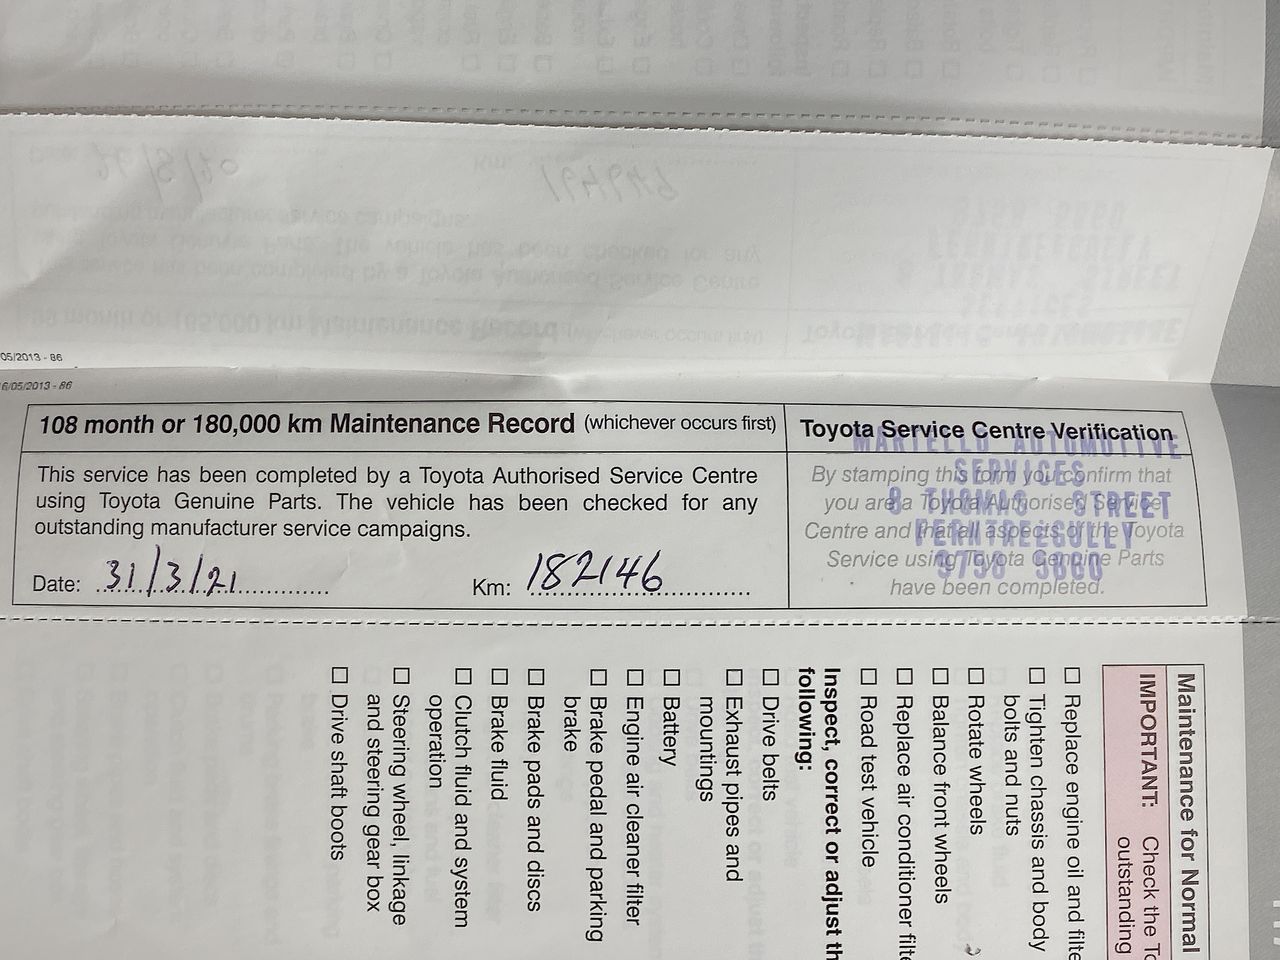 05/2013 - 86
6/05/2013 - 86
108 month or 180,000 km Maintenance Record (whichever occurs first)
This service has been completed by a Toyota Authorised Service Centre
using Toyota Genuine Parts. The vehicle has been checked for any
outstanding manufacturer service campaigns.
Date: 31/3/21
Km: 182146
Toyota Service Centre Verification
By stamping this form you confirm that
you are a Toyota Authorised Service
Centre and that all aspects of the Toyota
Service using Toyota Genuine Parts
have been completed.
MARTELLO AUTOMOTIVE
SERVICES
8 THOMAS STREET
FERNTREEGULLY
9758 5860
Maintenance for Normal
IMPORTANT: Check the To
outstanding
☐ Replace engine oil and filte
☐ Tighten chassis and body
bolts and nuts
☐ Rotate wheels
☐ Balance front wheels
☐ Replace air conditioner filte
☐ Road test vehicle
Inspect, correct or adjust th
following:
☐ Drive belts
☐ Exhaust pipes and
mountings
☐ Battery
☐ Engine air cleaner filter
☐ Brake pedal and parking
brake
☐ Brake pads and discs
☐ Brake fluid
☐ Clutch fluid and system
operation
☐ Steering wheel, linkage
and steering gear box
☐ Drive shaft boots